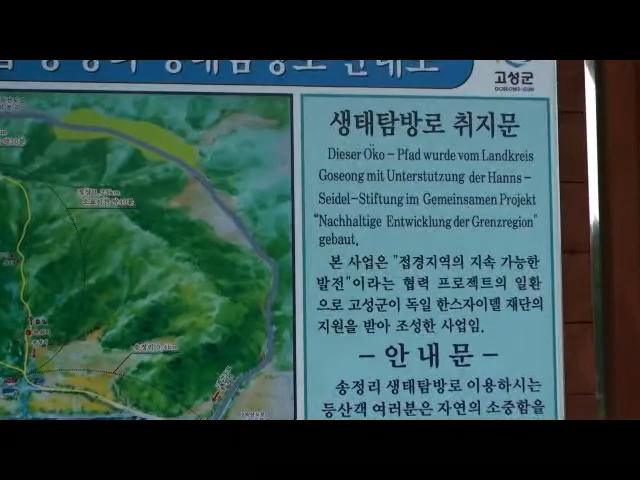 안내도
고성군
GOSEONG-GUN
생태탐방로 취지문
Dieser Öko – Pfad wurde vom Landkreis
Goseong mit Unterstutzung der Hanns –
Seidel–Stiftung im Gemeinsamen Projekt
“Nachhaltige Entwicklung der Grenzregion”
gebaut.
본 사업은 "접경지역의 지속 가능한
발전"이라는 협력 프로젝트의 일환
으로 고성군이 독일 한스자이델 재단의
지원을 받아 조성한 사업임.
– 안 내 문 –
송정리 생태탐방로 이용하시는
등산객 여러분은 자연의 소중함을